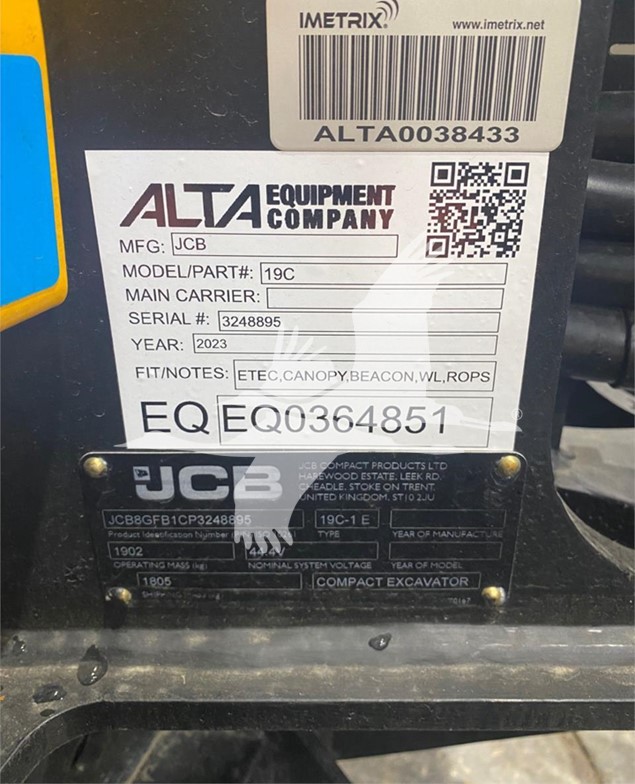 IMETRIX®
www.imetrix.net
ALTA0038433
ALTA EQUIPMENT COMPANY
MFG: JCB
MODEL/PART#: 19C
MAIN CARRIER:
SERIAL #: 3248895
YEAR: 2023
FIT/NOTES: ETEC,CANOPY,BEACON,WL,ROPS
EQ EQ0364851
JCB
JCB COMPACT PRODUCTS LTD
HAREWOOD ESTATE, LEEK RD.
CHEADLE, STOKE ON TRENT.
UNITED KINGDOM, ST10 2JU
JCB8GFB1CP3248895 19C-1 E
Product Identification Number TYPE YEAR OF MANUFACTURE
1902
OPERATING MASS (kg) NOMINAL SYSTEM VOLTAGE YEAR OF MODEL
1805 COMPACT EXCAVATOR